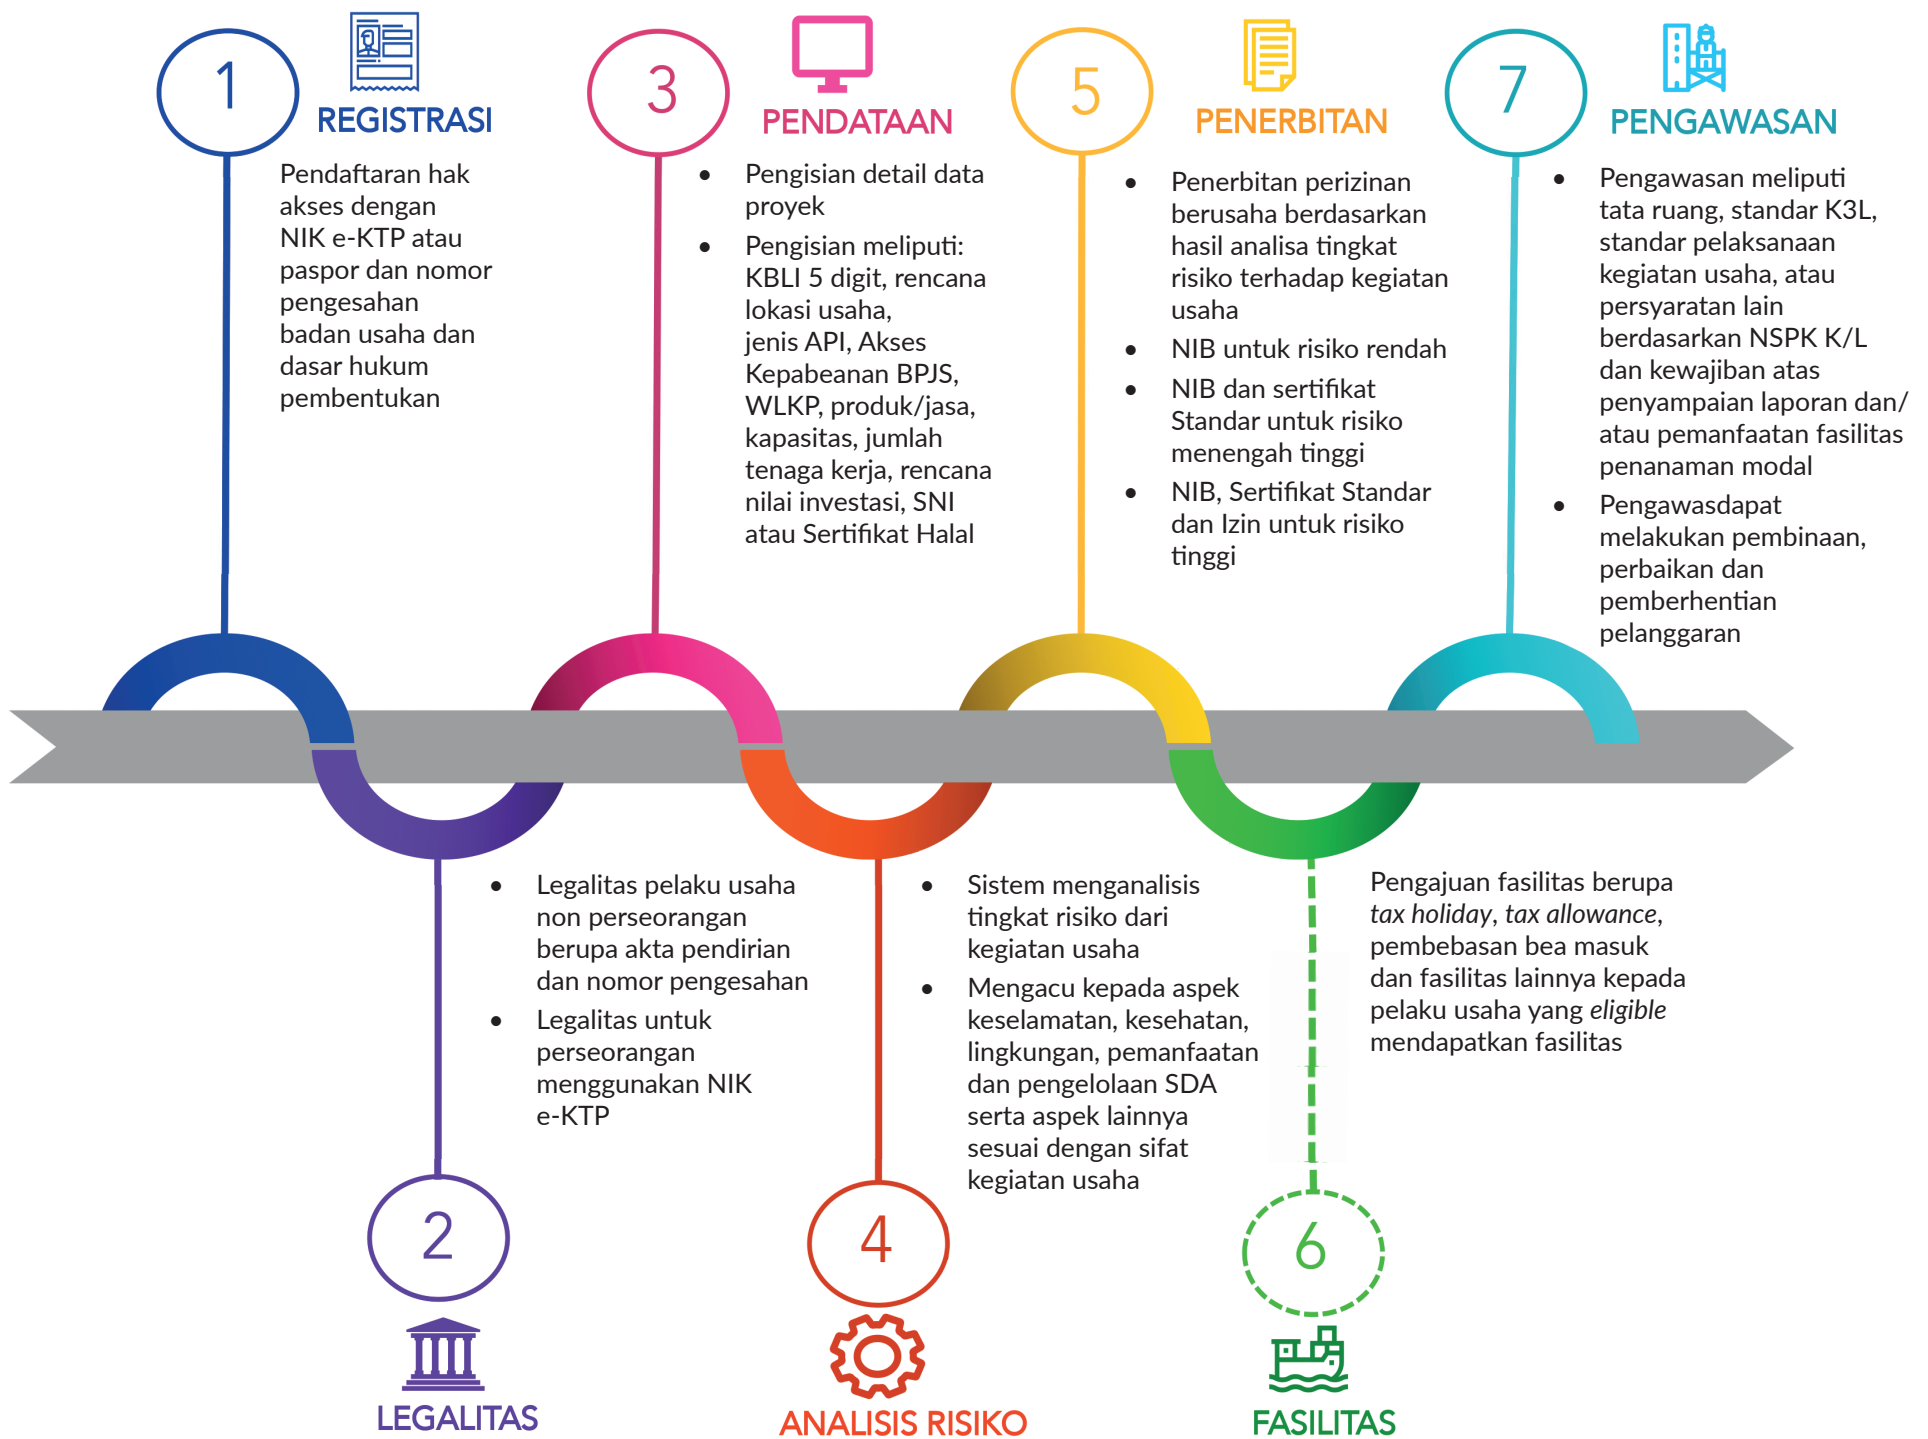 1
REGISTRASI
Pendaftaran hak
akses dengan
NIK e-KTP atau
paspor dan nomor
pengesahan
badan usaha dan
dasar hukum
pembentukan
2
LEGALITAS
• Legalitas pelaku usaha
non perseorangan
berupa akta pendirian
dan nomor pengesahan
• Legalitas untuk
perseorangan
menggunakan NIK
e-KTP
3
PENDATAAN
• Pengisian detail data
proyek
• Pengisian meliputi:
KBLI 5 digit, rencana
lokasi usaha,
jenis API, Akses
Kepabeanan BPJS,
WLKP, produk/jasa,
kapasitas, jumlah
tenaga kerja, rencana
nilai investasi, SNI
atau Sertifikat Halal
4
ANALISIS RISIKO
• Sistem menganalisis
tingkat risiko dari
kegiatan usaha
• Mengacu kepada aspek
keselamatan, kesehatan,
lingkungan, pemanfaatan
dan pengelolaan SDA
serta aspek lainnya
sesuai dengan sifat
kegiatan usaha
5
PENERBITAN
• Penerbitan perizinan
berusaha berdasarkan
hasil analisa tingkat
risiko terhadap kegiatan
usaha
• NIB untuk risiko rendah
• NIB dan sertifikat
Standar untuk risiko
menengah tinggi
• NIB, Sertifikat Standar
dan Izin untuk risiko
tinggi
6
FASILITAS
Pengajuan fasilitas berupa
tax holiday, tax allowance,
pembebasan bea masuk
dan fasilitas lainnya kepada
pelaku usaha yang eligible
mendapatkan fasilitas
7
PENGAWASAN
• Pengawasan meliputi
tata ruang, standar K3L,
standar pelaksanaan
kegiatan usaha, atau
persyaratan lain
berdasarkan NSPK K/L
dan kewajiban atas
penyampaian laporan dan/
atau pemanfaatan fasilitas
penanaman modal
• Pengawasdapat
melakukan pembinaan,
perbaikan dan
pemberhentian
pelanggaran